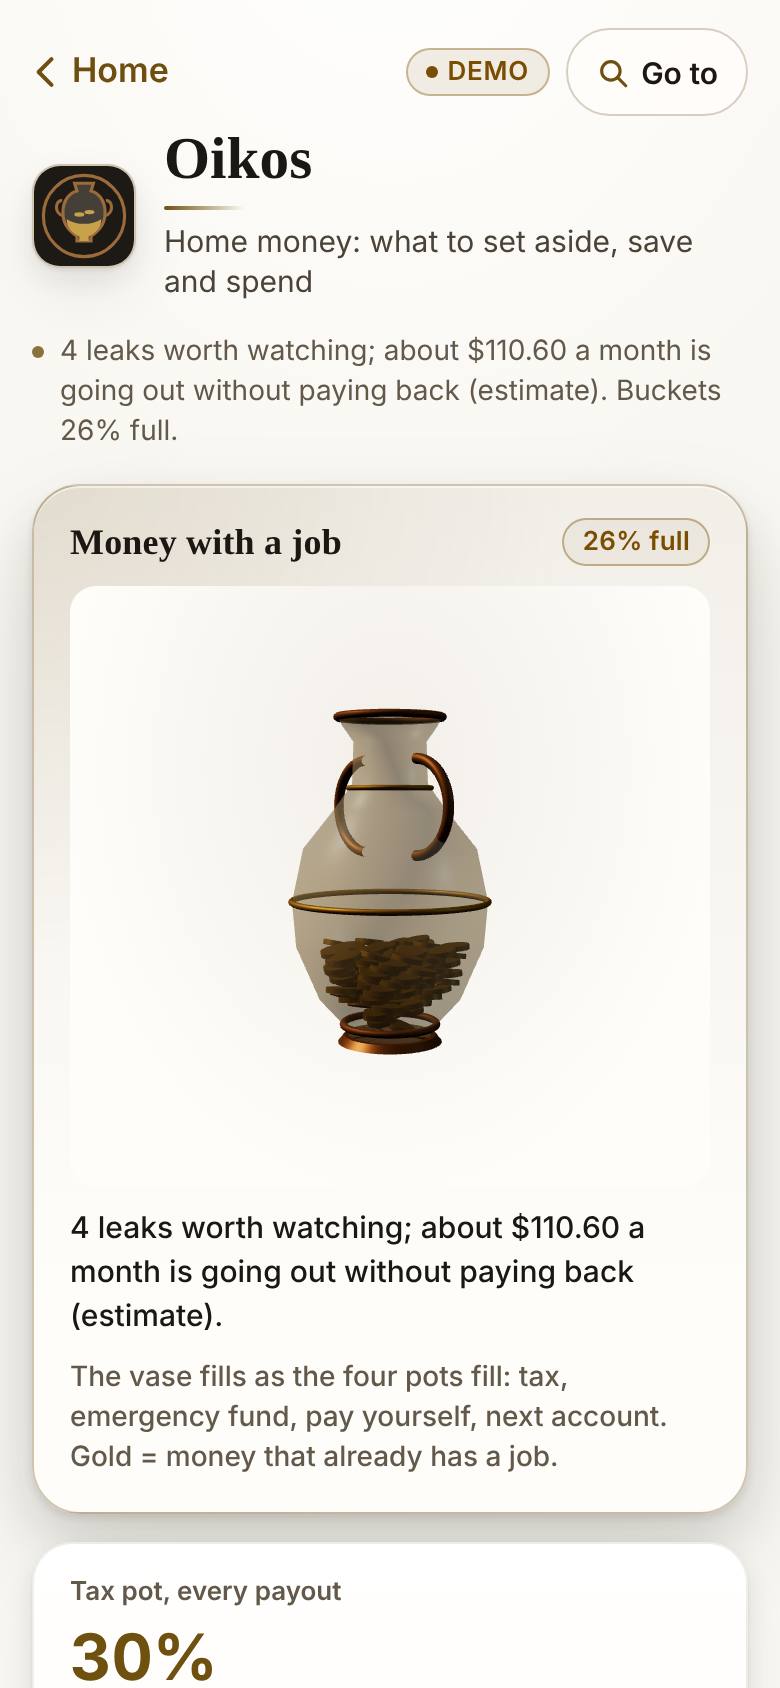 Home
DEMO
Go to
Oikos
Home money: what to set aside, save
and spend
4 leaks worth watching; about $110.60 a month is
going out without paying back (estimate). Buckets
26% full.
Money with a job
26% full
4 leaks worth watching; about $110.60 a
month is going out without paying back
(estimate).
The vase fills as the four pots fill: tax,
emergency fund, pay yourself, next account.
Gold = money that already has a job.
Tax pot, every payout
30%